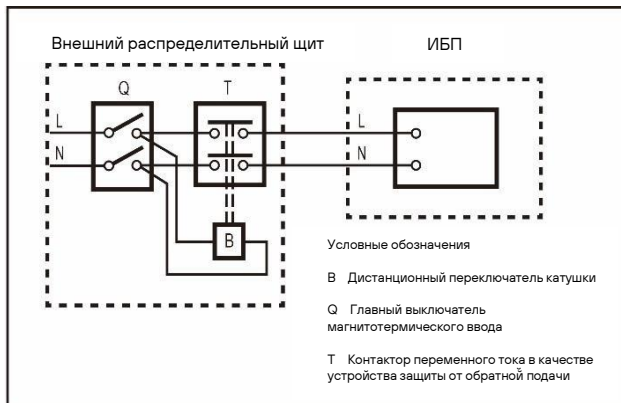 Внешний распределительный щит
ИБП
Q
T
L
L
N
N
B
Условные обозначения
B Дистанционный переключатель катушки
Q Главный выключатель
магнитотермического ввода
T Контактор переменного тока в качестве
устройства защиты от обратной подачи